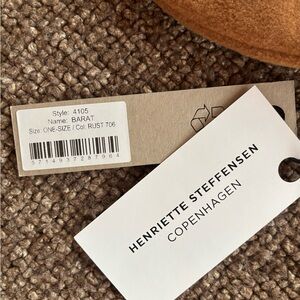 Style: 4105
Name: BARAT
Size: ONE-SIZE / Col: RUST 706
5714937287964
HENRIETTE STEFFENSEN
COPENHAGEN